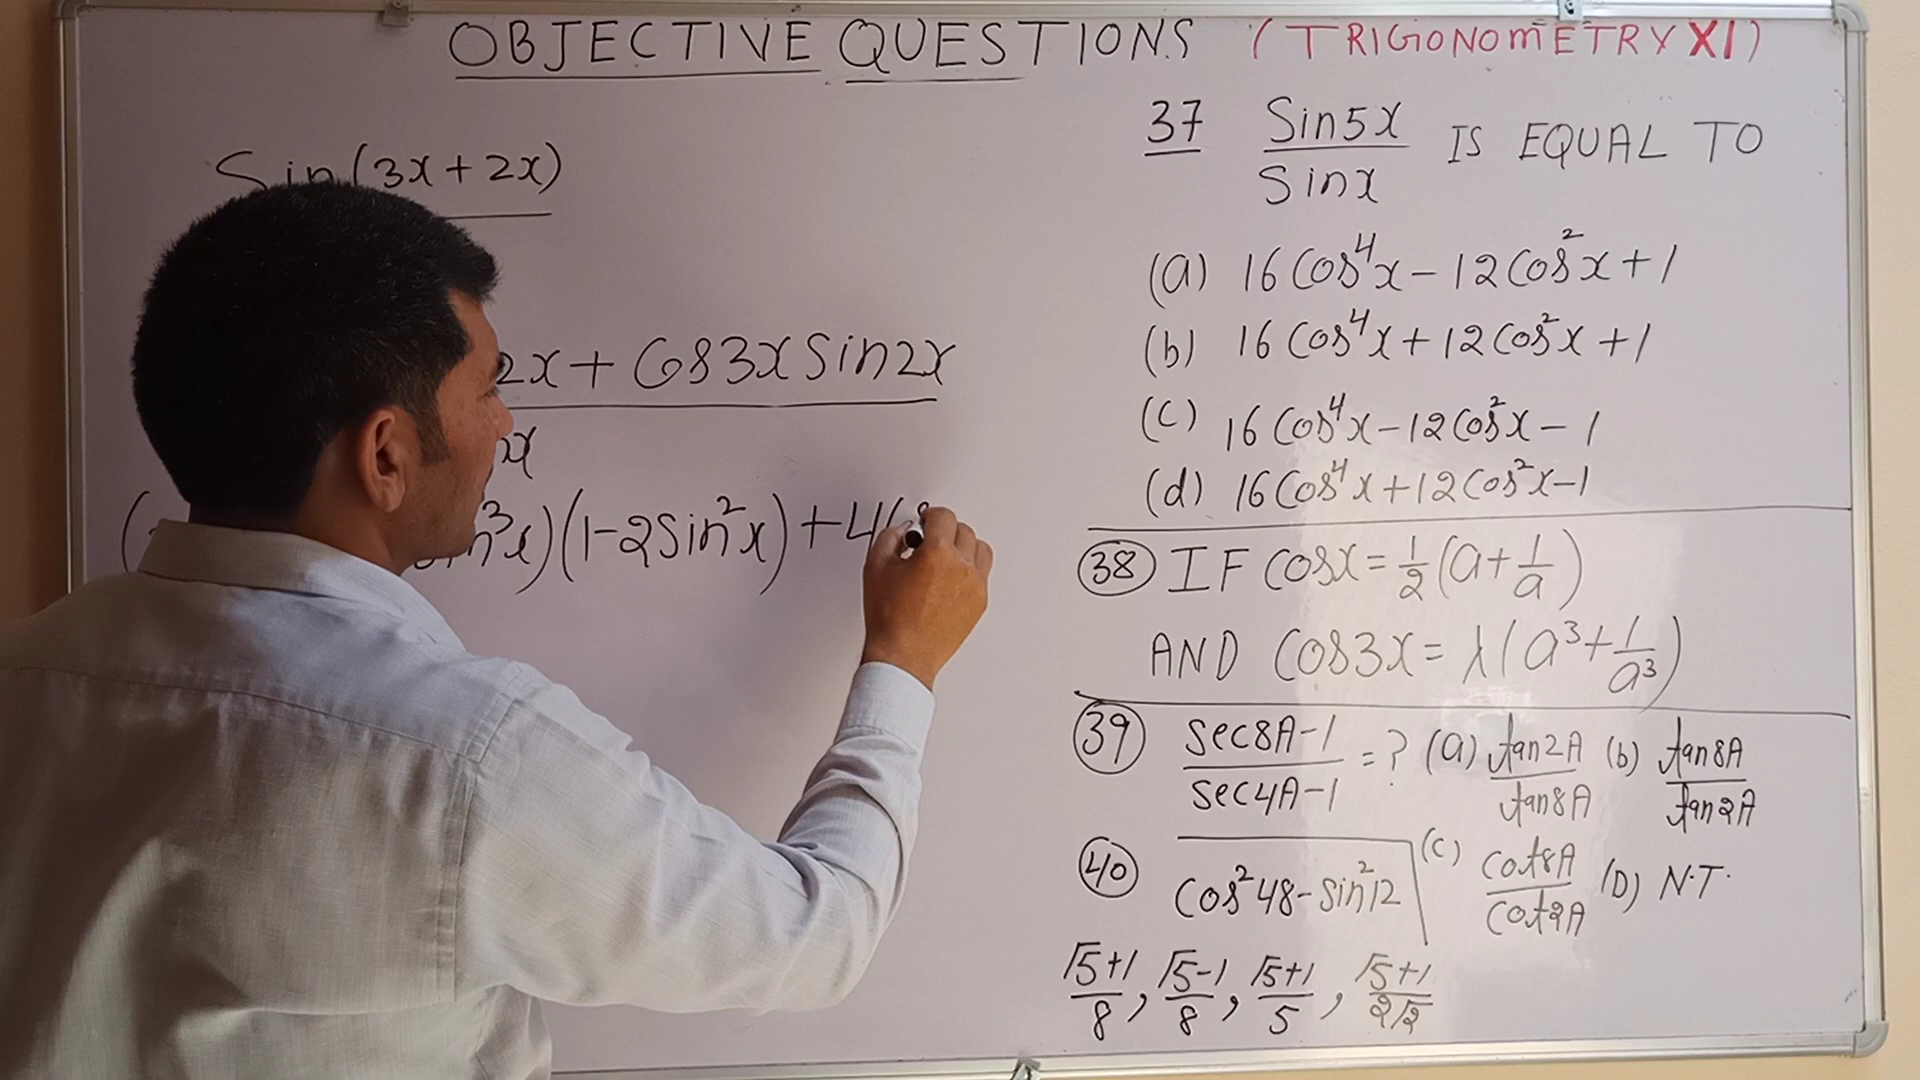 OBJECTIVE QUESTIONS (TRIGONOMETRY XI)
Sin(3x + 2x)
2x + Cos3x Sin2x
x
³x)(1-2Sin²x) + 4
37 Sin5x / Sinx IS EQUAL TO
(a) 16 Cos⁴x - 12 Cos²x + 1
(b) 16 Cos⁴x + 12 Cos²x + 1
(C) 16 Cos⁴x - 12 Cos²x - 1
(d) 16 Cos⁴x + 12 Cos²x - 1
38 IF Cosx = 1/2 (a + 1/a)
AND Cos3x = λ(a³ + 1/a³)
39 Sec8A-1 / Sec4A-1 = ? (a) tan2A / tan8A (b) tan8A / tan2A
(C) Cot8A / Cot2A (D) N.T.
40 Cos²48 - Sin²12
√5+1 / 8, √5-1 / 8, √5+1 / 5, √5+1 / 2√2